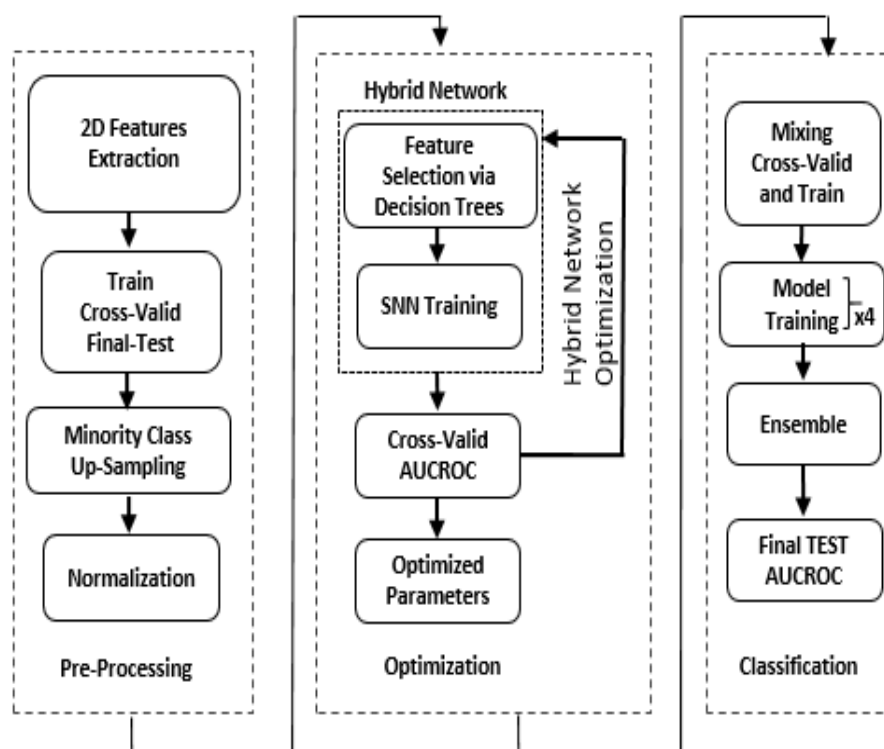 2D Features
Extraction
Train
Cross-Valid
Final-Test
Minority Class
Up-Sampling
Normalization
Pre-Processing
Hybrid Network
Feature
Selection via
Decision Trees
SNN Training
Hybrid Network
Optimization
Cross-Valid
AUCROC
Optimized
Parameters
Optimization
Mixing
Cross-Valid
and Train
Model
Training
x4
Ensemble
Final TEST
AUCROC
Classification